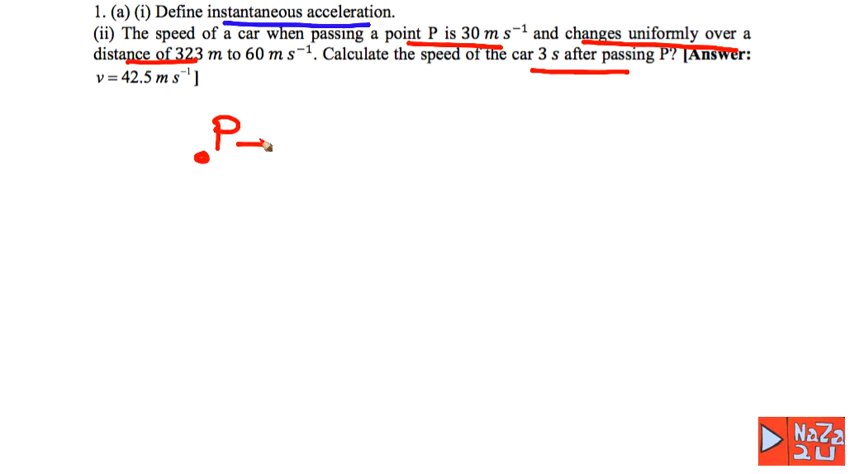 1. (a) (i) Define instantaneous acceleration.
(ii) The speed of a car when passing a point P is 30 m s⁻¹ and changes uniformly over a
distance of 323 m to 60 m s⁻¹. Calculate the speed of the car 3 s after passing P? [Answer:
v = 42.5 m s⁻¹]
P
NaZa
2U